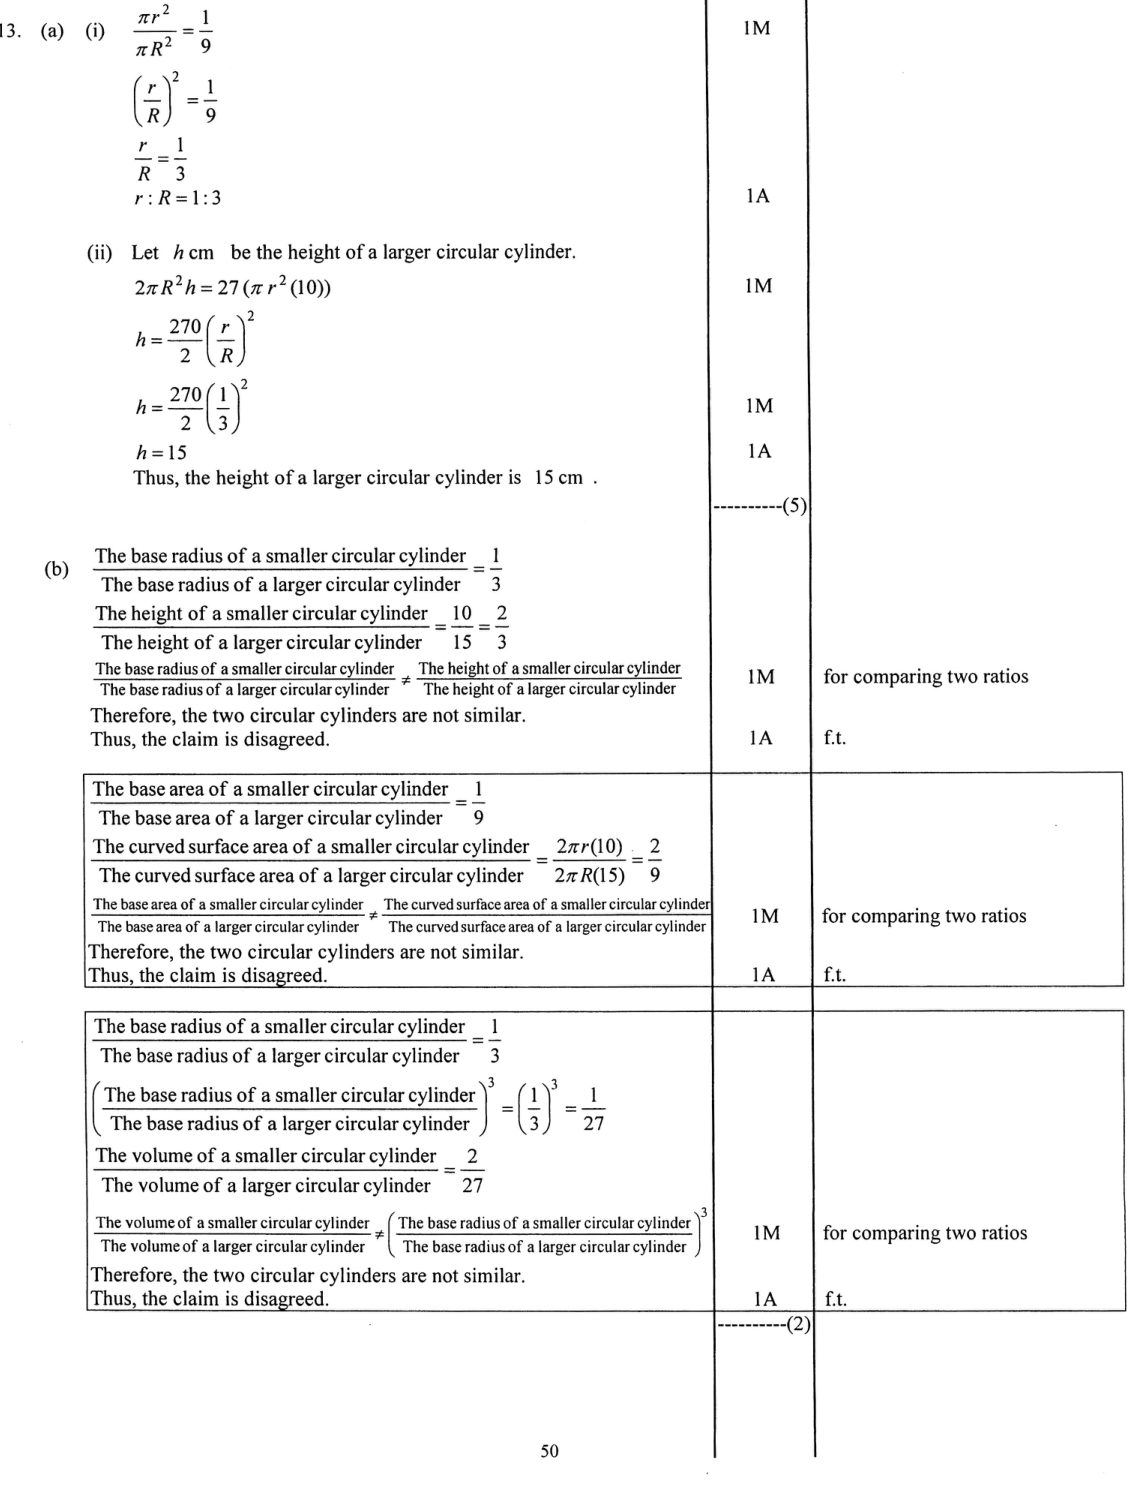 13. (a) (i) πr²/πR² = 1/9 1M
(r/R)² = 1/9
r/R = 1/3
r : R = 1 : 3 1A
(ii) Let h cm be the height of a larger circular cylinder.
2πR²h = 27(πr²(10)) 1M
h = 270/2 (r/R)²
h = 270/2 (1/3)² 1M
h = 15 1A
Thus, the height of a larger circular cylinder is 15 cm .
----------(5)
(b) The base radius of a smaller circular cylinder / The base radius of a larger circular cylinder = 1/3
The height of a smaller circular cylinder / The height of a larger circular cylinder = 10/15 = 2/3
The base radius of a smaller circular cylinder / The base radius of a larger circular cylinder ≠ The height of a smaller circular cylinder / The height of a larger circular cylinder 1M for comparing two ratios
Therefore, the two circular cylinders are not similar.
Thus, the claim is disagreed. 1A f.t.
The base area of a smaller circular cylinder / The base area of a larger circular cylinder = 1/9
The curved surface area of a smaller circular cylinder / The curved surface area of a larger circular cylinder = 2πr(10)/2πR(15) = 2/9
The base area of a smaller circular cylinder / The base area of a larger circular cylinder ≠ The curved surface area of a smaller circular cylinder / The curved surface area of a larger circular cylinder 1M for comparing two ratios
Therefore, the two circular cylinders are not similar.
Thus, the claim is disagreed. 1A f.t.
The base radius of a smaller circular cylinder / The base radius of a larger circular cylinder = 1/3
(The base radius of a smaller circular cylinder / The base radius of a larger circular cylinder)³ = (1/3)³ = 1/27
The volume of a smaller circular cylinder / The volume of a larger circular cylinder = 2/27
The volume of a smaller circular cylinder / The volume of a larger circular cylinder ≠ (The base radius of a smaller circular cylinder / The base radius of a larger circular cylinder)³ 1M for comparing two ratios
Therefore, the two circular cylinders are not similar.
Thus, the claim is disagreed. 1A f.t.
----------(2)
50